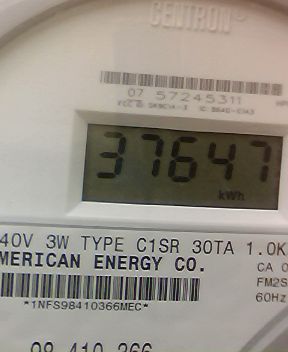 CENTRON®
07 57245311
37647
kWh
40V 3W TYPE C1SR 30TA 1.0K
MERICAN ENERGY CO.
CA 0
FM2S
60Hz
*1NFS98410366MEC*
98 410 366